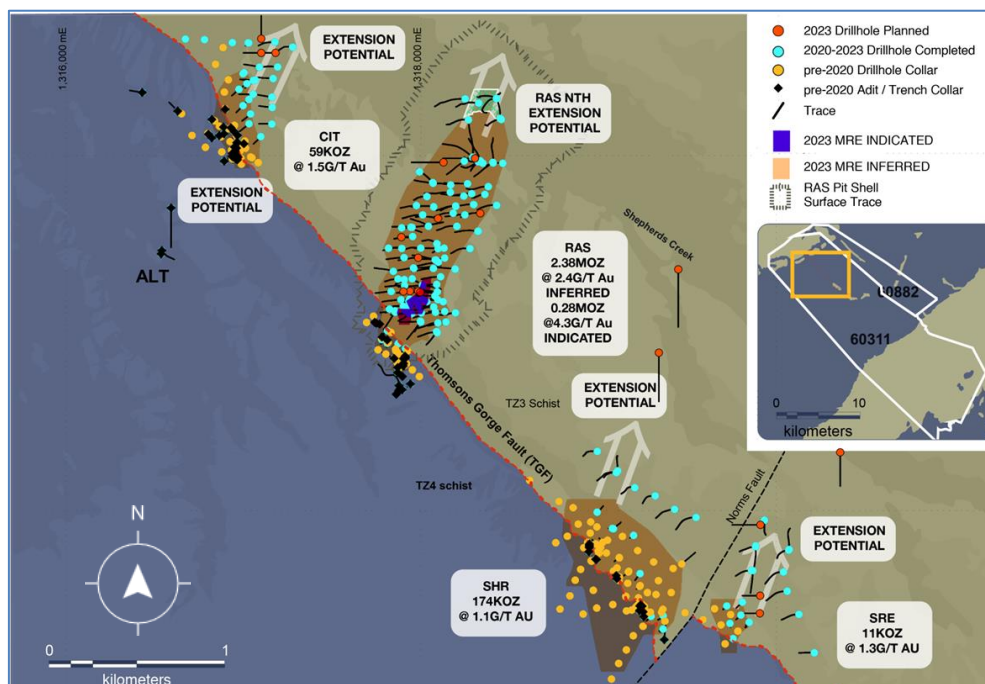 1,316,000 mE
1,318,000 mE
EXTENSION
POTENTIAL
RAS NTH
EXTENSION
POTENTIAL
CIT
59KOZ
@ 1.5G/T Au
EXTENSION
POTENTIAL
ALT
Shepherds Creek
RAS
2.38MOZ
@ 2.4G/T Au
INFERRED
0.28MOZ
@4.3G/T Au
INDICATED
EXTENSION
POTENTIAL
TZ3 Schist
Thomsons Gorge Fault (TGF)
TZ4 schist
Norms Fault
EXTENSION
POTENTIAL
SHR
174KOZ
@ 1.1G/T AU
SRE
11KOZ
@ 1.3G/T AU
N
0 1
kilometers
2023 Drillhole Planned
2020-2023 Drillhole Completed
pre-2020 Drillhole Collar
pre-2020 Adit / Trench Collar
Trace
2023 MRE INDICATED
2023 MRE INFERRED
RAS Pit Shell
Surface Trace
60882
60311
0 10
kilometers